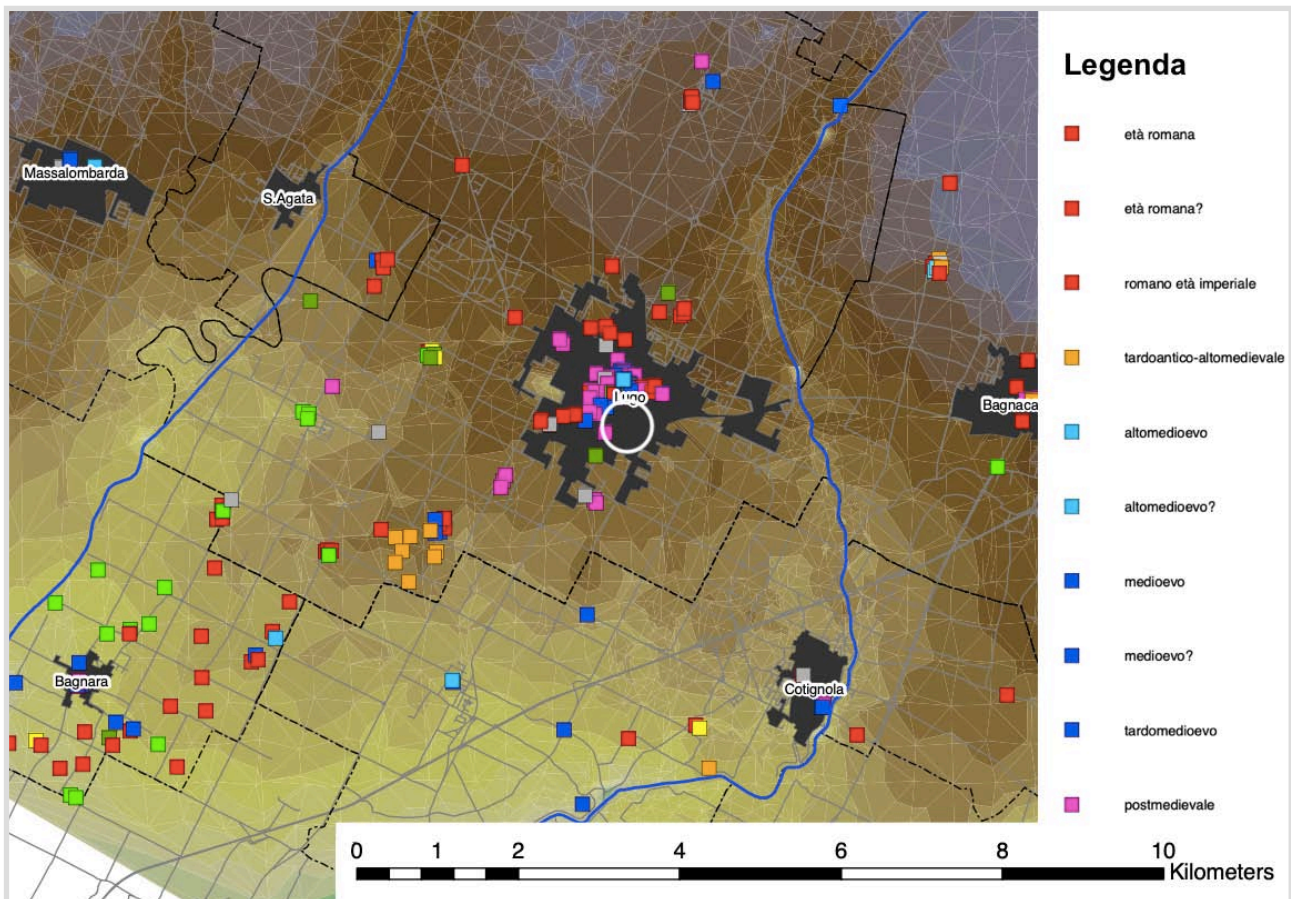 Legenda
età romana
età romana?
romano età imperiale
tardoantico-altomedievale
altomedioevo
altomedioevo?
medioevo
medioevo?
tardomedioevo
postmedievale
Massalombarda
S.Agata
Lugo
Bagnaca
Bagnara
Cotignola
0 1 2 4 6 8 10
Kilometers